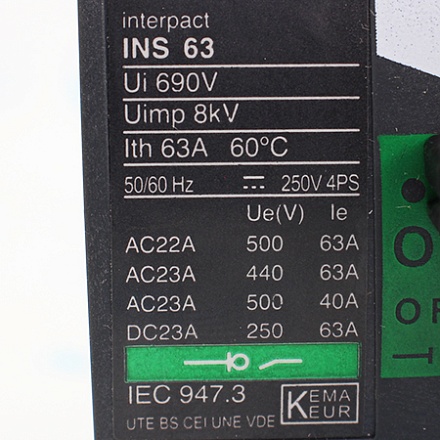 interpact
INS 63
Ui 690V
Uimp 8kV
Ith 63A 60°C
50/60 Hz 250V 4PS
Ue(V) Ie
AC22A 500 63A
AC23A 440 63A
AC23A 500 40A
DC23A 250 63A
IEC 947.3
UTE BS CEI UNE VDE
KEMA
KEUR
O